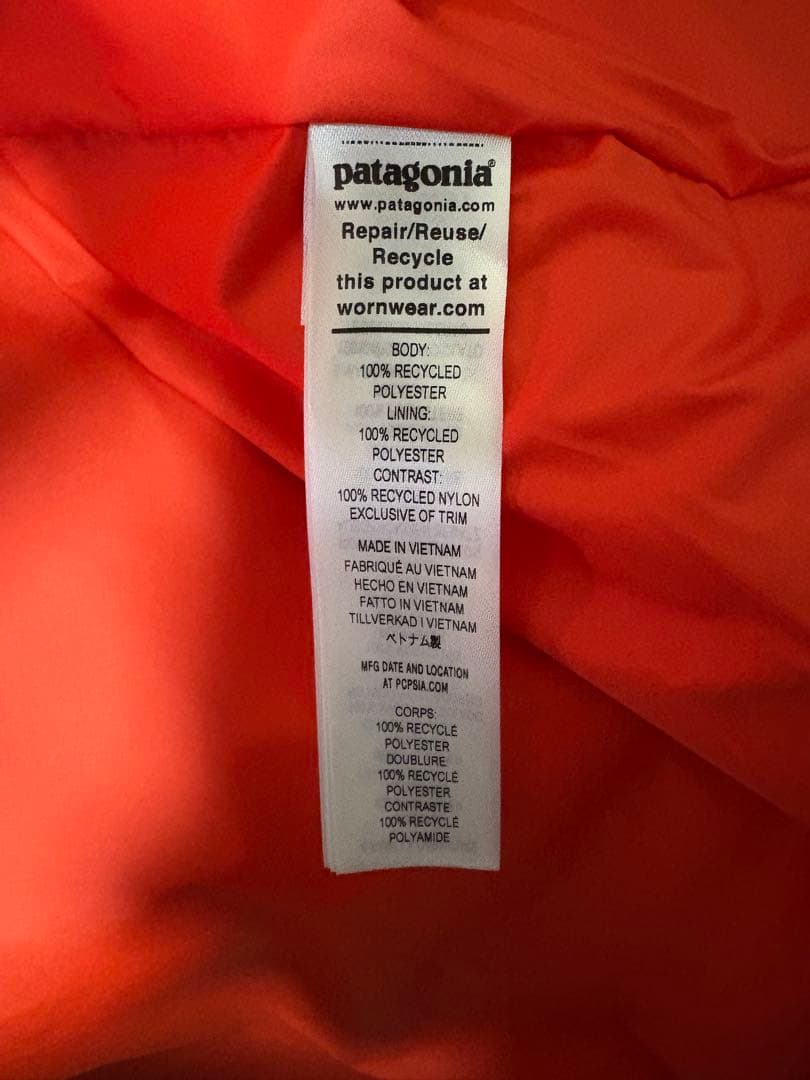 patagonia®
www.patagonia.com
Repair/Reuse/
Recycle
this product at
wornwear.com
BODY:
100% RECYCLED
POLYESTER
LINING:
100% RECYCLED
POLYESTER
CONTRAST:
100% RECYCLED NYLON
EXCLUSIVE OF TRIM
MADE IN VIETNAM
FABRIQUÉ AU VIETNAM
HECHO EN VIETNAM
FATTO IN VIETNAM
TILLVERKAD I VIETNAM
ベトナム製
MFG DATE AND LOCATION
AT PCPSIA.COM
CORPS:
100% RECYCLÉ
POLYESTER
DOUBLURE
100% RECYCLÉ
POLYESTER
CONTRASTE:
100% RECYCLÉ
POLYAMIDE